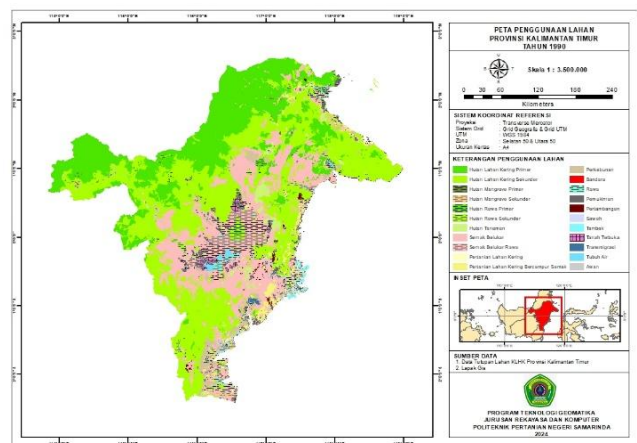 PETA PENGGUNAAN LAHAN
PROVINSI KALIMANTAN TIMUR
TAHUN 1990
Skala 1 : 3.500.000
0 30 60 120 180 240
Kilometers
SISTEM KOORDINAT REFERENSI
Proyeksi : Transverse Mercator
Sistem Grid : Grid Geografis & Grid UTM
UTM : WGS 1984
Zona : Selatan 50 & Utara 50
Ukuran Kertas : A4
KETERANGAN PENGGUNAAN LAHAN
Hutan Lahan Kering Primer
Hutan Lahan Kering Sekunder
Hutan Mangrove Primer
Hutan Mangrove Sekunder
Hutan Rawa Primer
Hutan Rawa Sekunder
Hutan Tanaman
Semak Belukar
Semak Belukar Rawa
Pertanian Lahan Kering
Pertanian Lahan Kering Bercampur Semak
Perkebunan
Bandara
Rawa
Pemukiman
Pertambangan
Sawah
Tambak
Tanah Terbuka
Transmigrasi
Tubuh Air
Awan
INSET PETA
SUMBER DATA
1. Data Tutupan Lahan KLHK Provinsi Kalimantan Timur
2. Lapak Gis
PROGRAM TEKNOLOGI GEOMATIKA
JURUSAN REKAYASA DAN KOMPUTER
POLITEKNIK PERTANIAN NEGERI SAMARINDA
2024